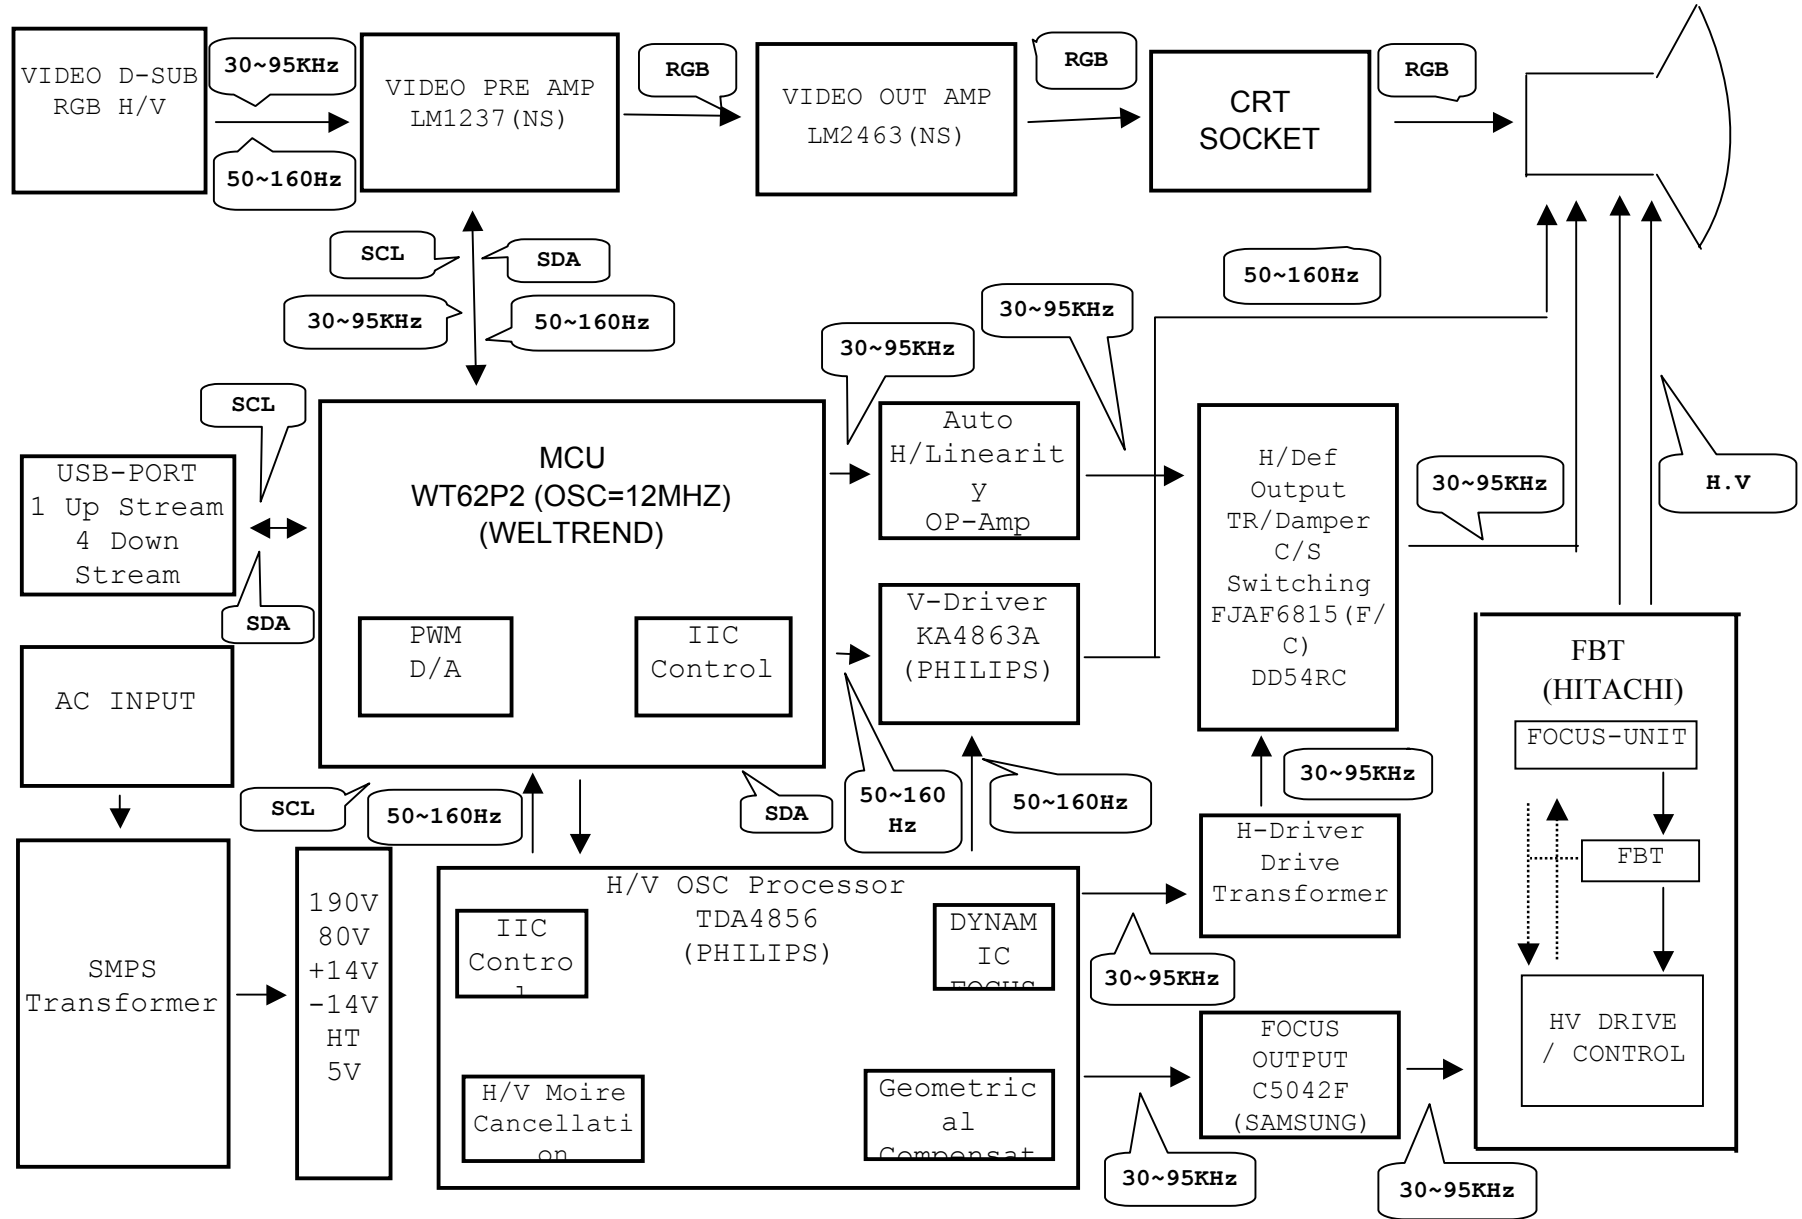 VIDEO D-SUB
RGB H/V
30~95KHz
50~160Hz
VIDEO PRE AMP
LM1237(NS)
RGB
VIDEO OUT AMP
LM2463(NS)
RGB
CRT
SOCKET
RGB
SCL
SDA
30~95KHz
50~160Hz
50~160Hz
30~95KHz
30~95KHz
SCL
USB-PORT
1 Up Stream
4 Down
Stream
SDA
MCU
WT62P2 (OSC=12MHZ)
(WELTREND)
PWM
D/A
IIC
Control
Auto
H/Linearit
y
OP-Amp
V-Driver
KA4863A
(PHILIPS)
H/Def
Output
TR/Damper
C/S
Switching
FJAF6815(F/
C)
DD54RC
30~95KHz
H.V
AC INPUT
SCL
50~160Hz
SDA
50~160
Hz
50~160Hz
30~95KHz
FBT
(HITACHI)
FOCUS-UNIT
FBT
HV DRIVE
/ CONTROL
SMPS
Transformer
190V
80V
+14V
-14V
HT
5V
H/V OSC Processor
TDA4856
(PHILIPS)
IIC
Contro
l
DYNAM
IC
FOCUS
H/V Moire
Cancellati
on
Geometric
al
Compensat
H-Driver
Drive
Transformer
30~95KHz
FOCUS
OUTPUT
C5042F
(SAMSUNG)
30~95KHz
30~95KHz